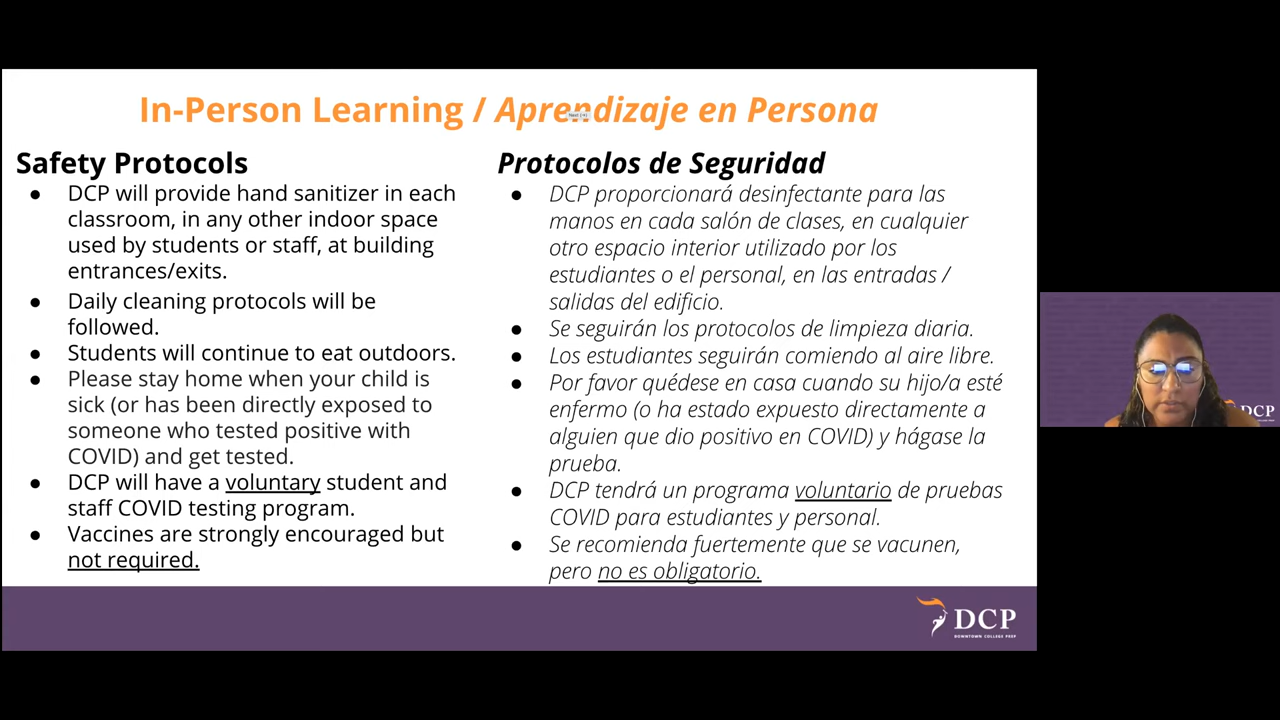 In-Person Learning / Aprendizaje en Persona
Safety Protocols
● DCP will provide hand sanitizer in each
classroom, in any other indoor space
used by students or staff, at building
entrances/exits.
● Daily cleaning protocols will be
followed.
● Students will continue to eat outdoors.
● Please stay home when your child is
sick (or has been directly exposed to
someone who tested positive with
COVID) and get tested.
● DCP will have a voluntary student and
staff COVID testing program.
● Vaccines are strongly encouraged but
not required.
Protocolos de Seguridad
● DCP proporcionará desinfectante para las
manos en cada salón de clases, en cualquier
otro espacio interior utilizado por los
estudiantes o el personal, en las entradas /
salidas del edificio.
● Se seguirán los protocolos de limpieza diaria.
● Los estudiantes seguirán comiendo al aire libre.
● Por favor quédese en casa cuando su hijo/a esté
enfermo (o ha estado expuesto directamente a
alguien que dio positivo en COVID) y hágase la
prueba.
● DCP tendrá un programa voluntario de pruebas
COVID para estudiantes y personal.
● Se recomienda fuertemente que se vacunen,
pero no es obligatorio.
DCP
DOWNTOWN COLLEGE PREP
DCP